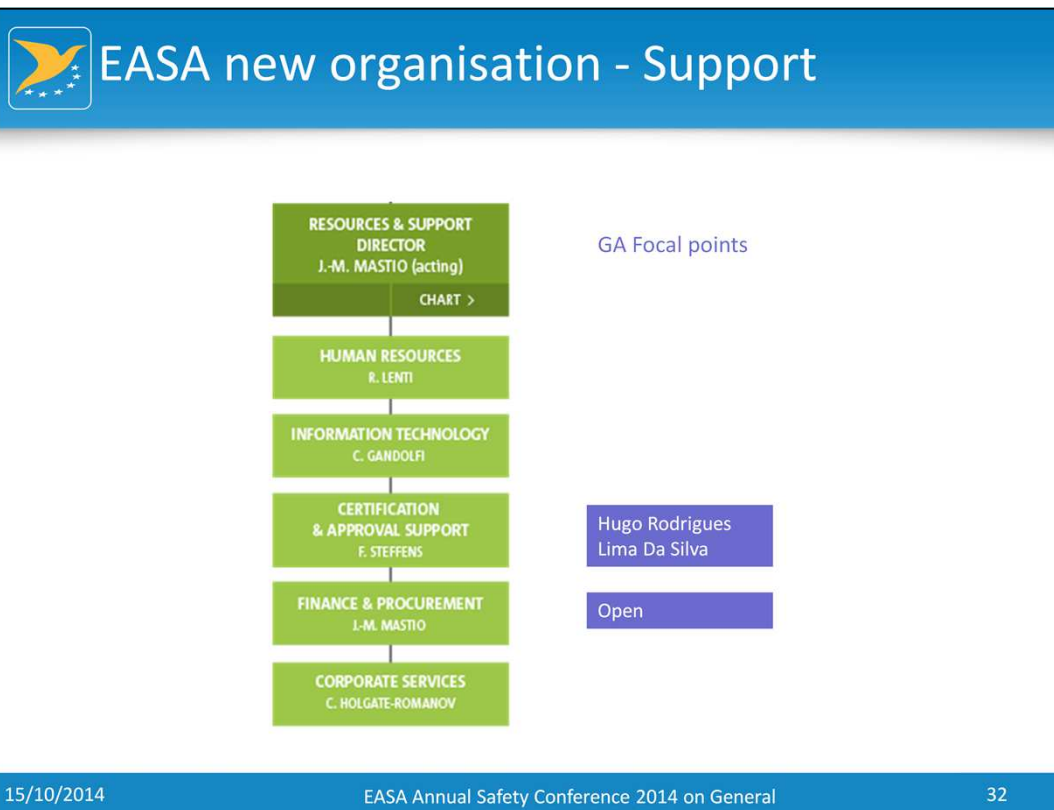 EASA new organisation - Support
RESOURCES & SUPPORT
DIRECTOR
J.-M. MASTIO (acting)
GA Focal points
CHART >
HUMAN RESOURCES
R. LENTI
INFORMATION TECHNOLOGY
C. GANDOLFI
CERTIFICATION
& APPROVAL SUPPORT
F. STEFFENS
Hugo Rodrigues
Lima Da Silva
FINANCE & PROCUREMENT
J.-M. MASTIO
Open
CORPORATE SERVICES
C. HOLGATE-ROMANOV
15/10/2014
EASA Annual Safety Conference 2014 on General
32